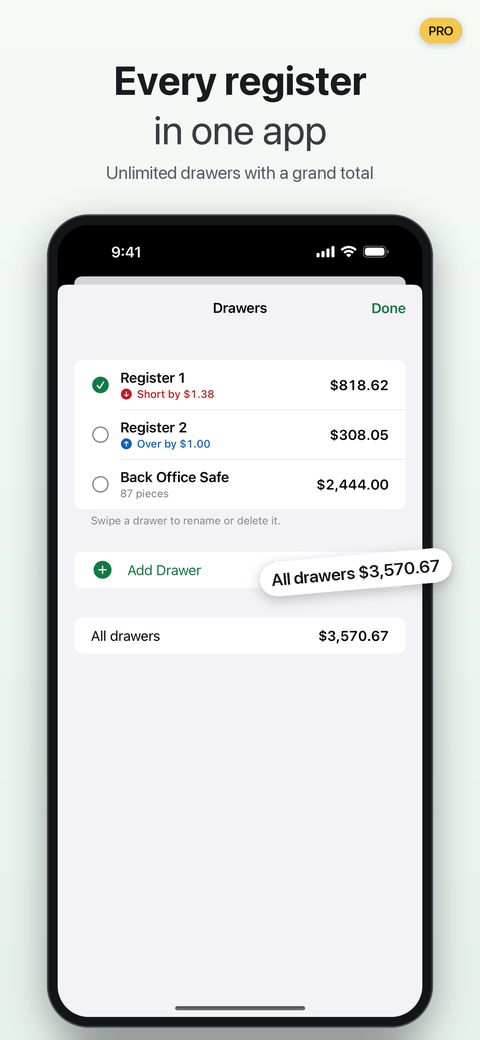 PRO
Every register
in one app
Unlimited drawers with a grand total
9:41
Drawers
Done
Register 1
Short by $1.38
$818.62
Register 2
Over by $1.00
$308.05
Back Office Safe
87 pieces
$2,444.00
Swipe a drawer to rename or delete it.
Add Drawer
All drawers $3,570.67
All drawers
$3,570.67